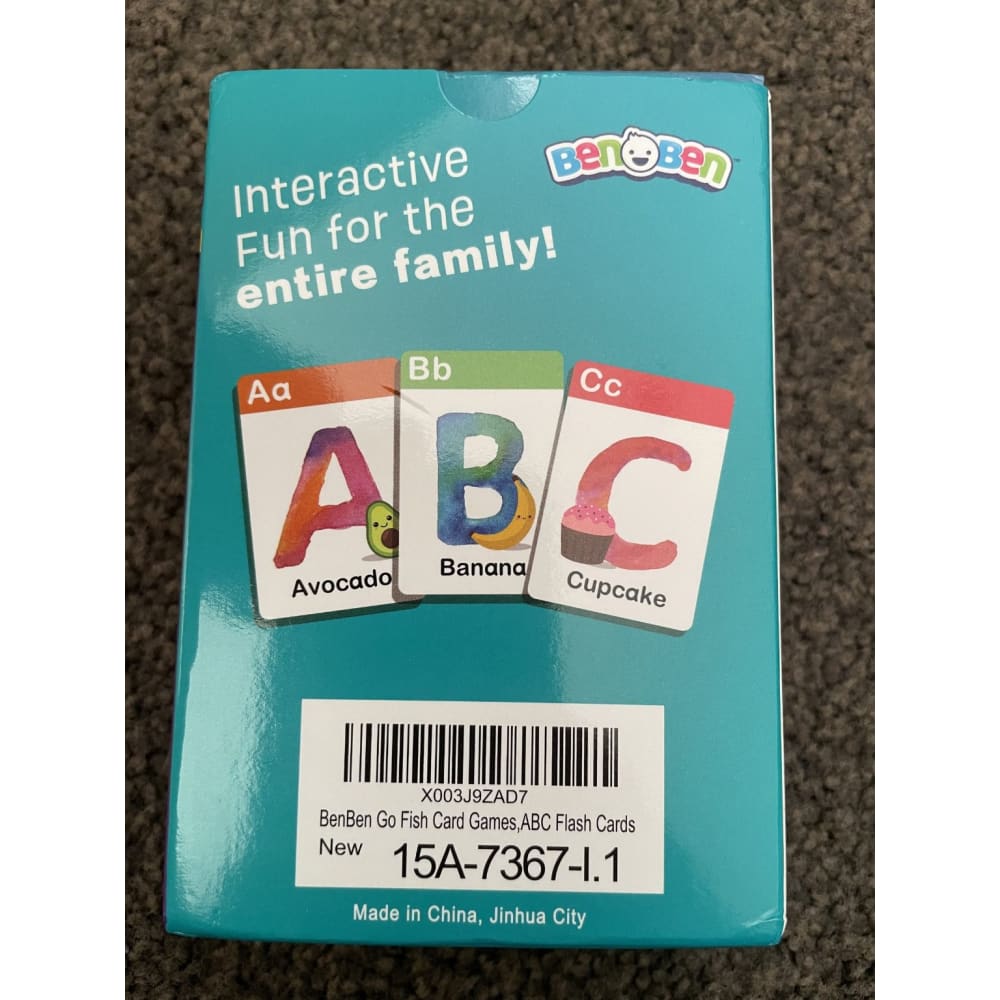 BenBen™
Interactive
Fun for the
entire family!
Aa
Bb
Cc
A
B
C
Avocado
Banana
Cupcake
X003J9ZAD7
BenBen Go Fish Card Games,ABC Flash Cards
New
15A-7367-I.1
Made in China, Jinhua City